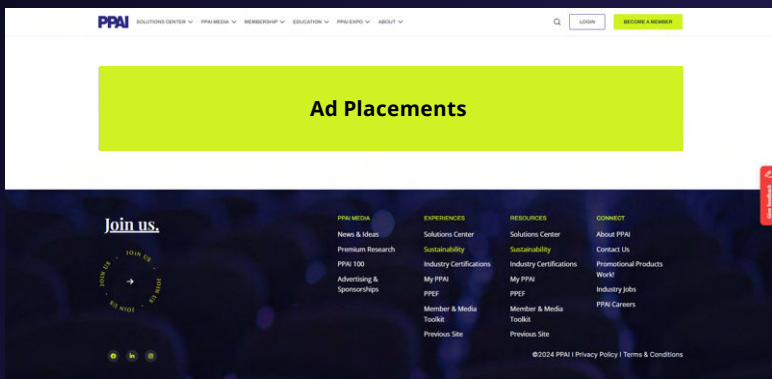 PPAI SOLUTIONS CENTER PPAI MEDIA MEMBERSHIP EDUCATION PPAI EXPO ABOUT LOGIN BECOME A MEMBER
Ad Placements
Give feedback
Join us.
JOIN US · JOIN US · JOIN US · JOIN US ·
PPAI MEDIA
News & Ideas
Premium Research
PPAI 100
Advertising &
Sponsorships
EXPERIENCES
Solutions Center
Sustainability
Industry Certifications
My PPAI
PPEF
Member & Media
Toolkit
Previous Site
RESOURCES
Solutions Center
Sustainability
Industry Certifications
My PPAI
PPEF
Member & Media
Toolkit
Previous Site
CONNECT
About PPAI
Contact Us
Promotional Products
Work!
Industry Jobs
PPAI Careers
©2024 PPAI I Privacy Policy I Terms & Conditions